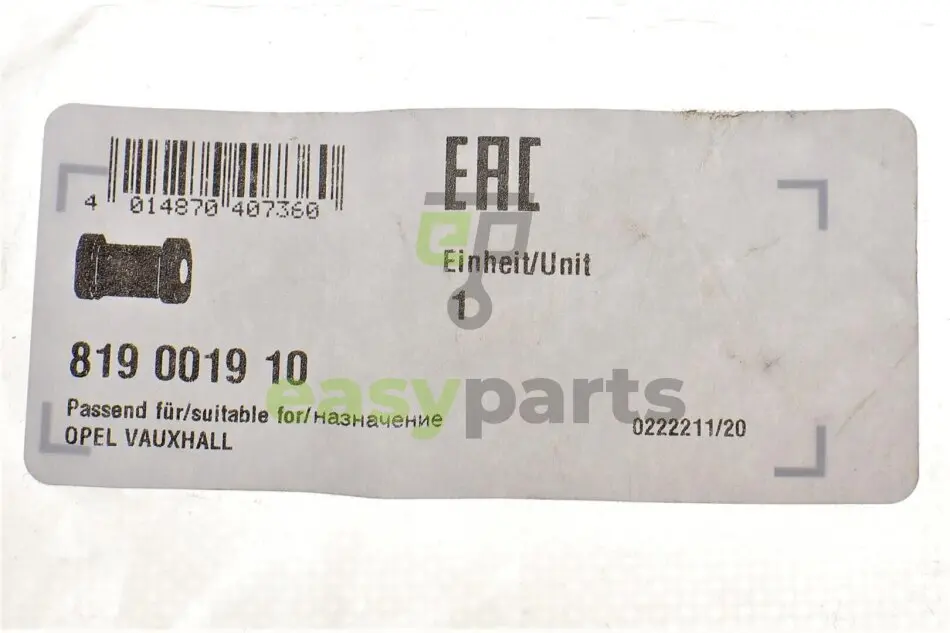 4 014870 407360
EAC
Einheit/Unit
1
819 0019 10
Passend für/suitable for/назначение
OPEL VAUXHALL
0222211/20
easyparts